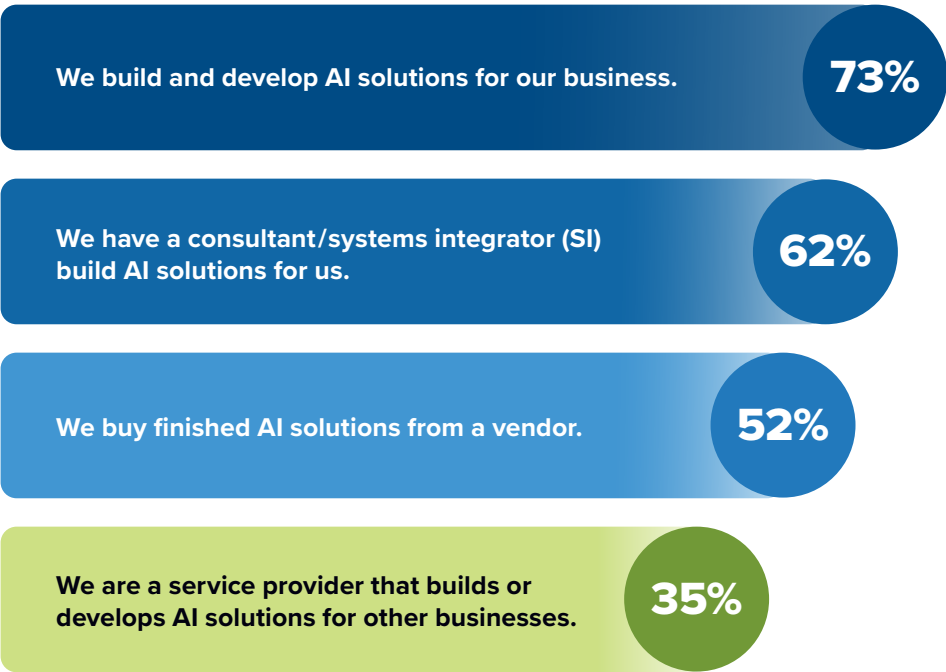 We build and develop AI solutions for our business.
73%
We have a consultant/systems integrator (SI)
build AI solutions for us.
62%
We buy finished AI solutions from a vendor.
52%
We are a service provider that builds or
develops AI solutions for other businesses.
35%